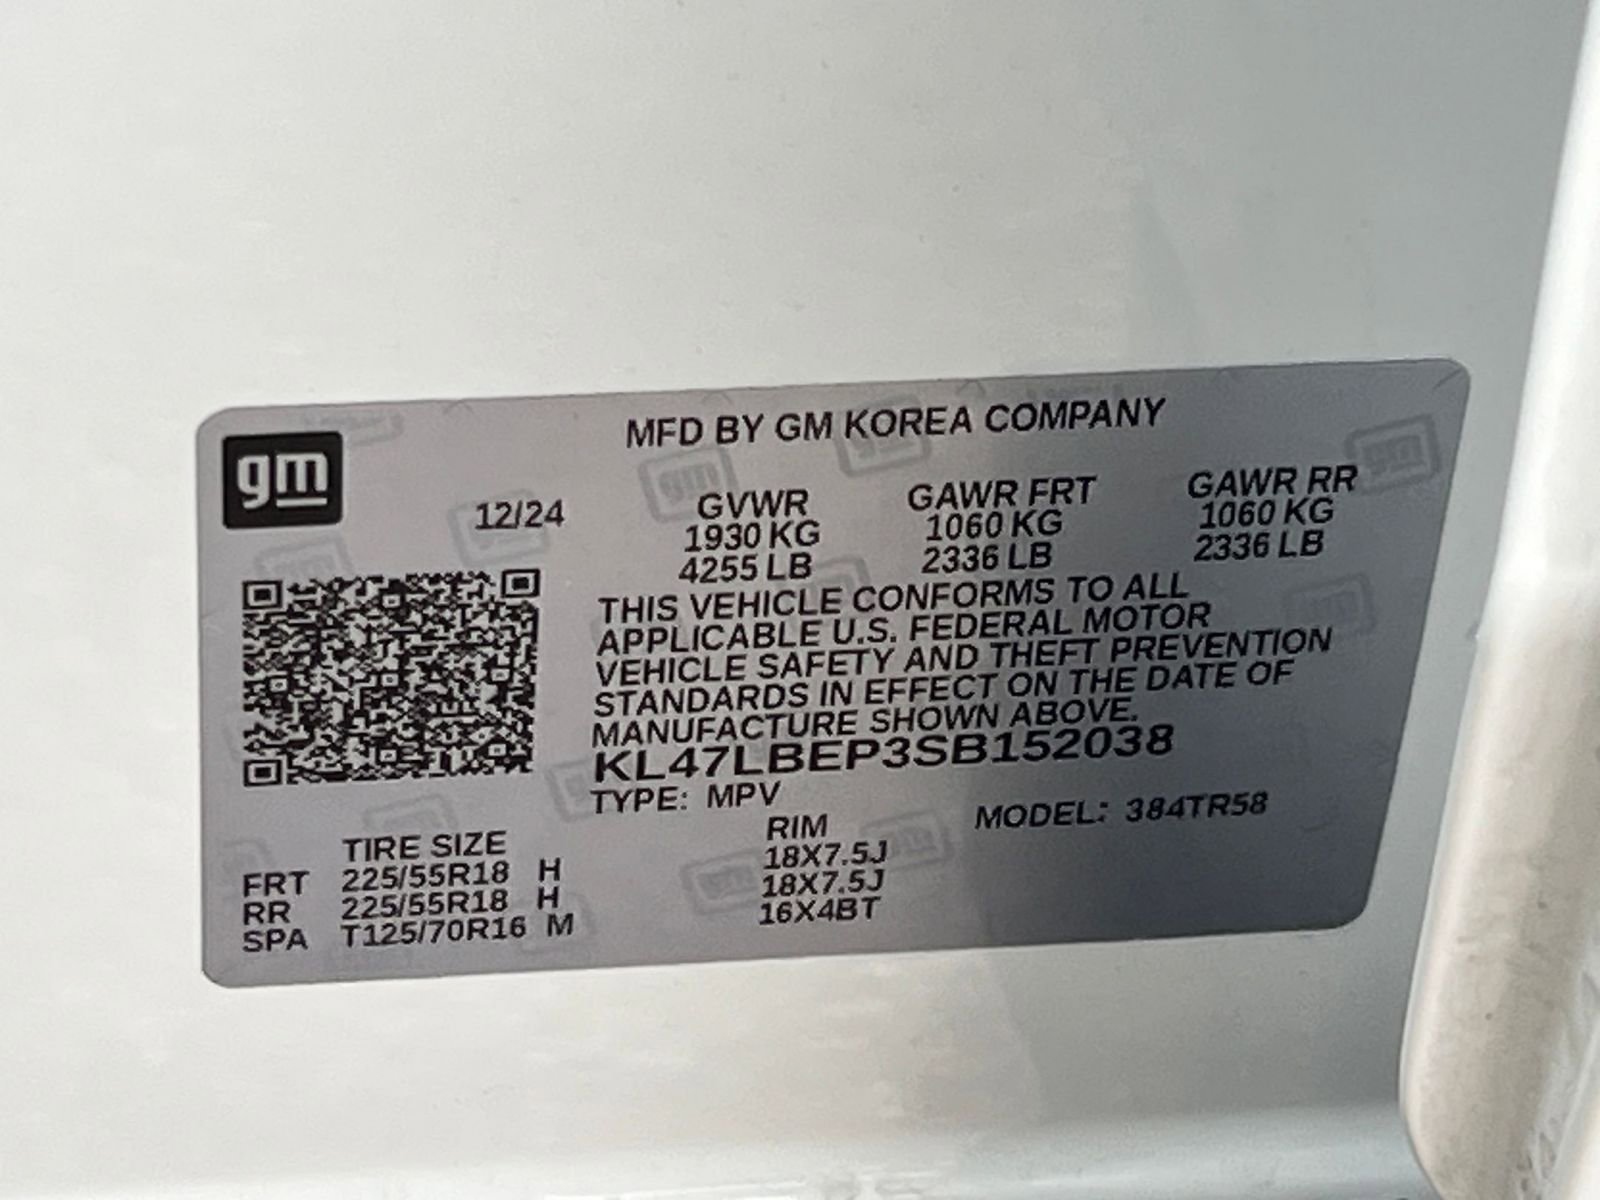 gm
MFD BY GM KOREA COMPANY
12/24
GVWR GAWR FRT GAWR RR
1930 KG 1060 KG 1060 KG
4255 LB 2336 LB 2336 LB
THIS VEHICLE CONFORMS TO ALL
APPLICABLE U.S. FEDERAL MOTOR
VEHICLE SAFETY AND THEFT PREVENTION
STANDARDS IN EFFECT ON THE DATE OF
MANUFACTURE SHOWN ABOVE.
KL47LBEP3SB152038
TYPE: MPV MODEL: 384TR58
TIRE SIZE RIM
FRT 225/55R18 H 18X7.5J
RR 225/55R18 H 18X7.5J
SPA T125/70R16 M 16X4BT